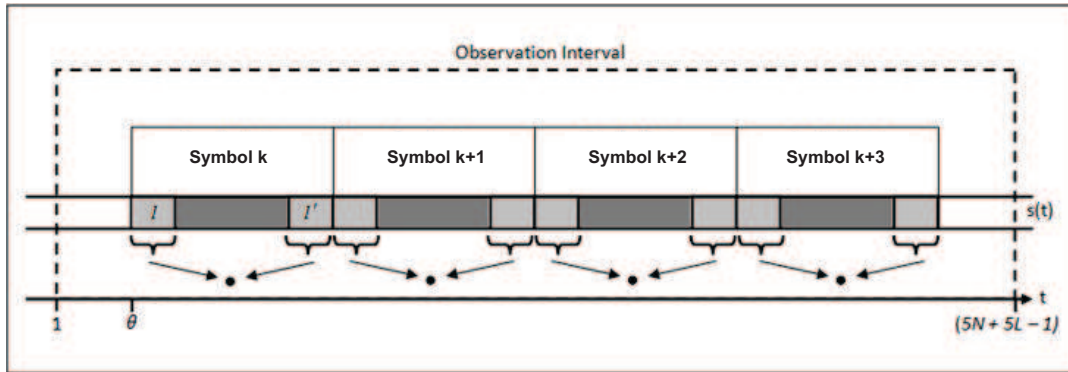 Observation Interval
Symbol k Symbol k+1 Symbol k+2 Symbol k+3
l l' s(t)
t
1 θ (5N + 5L – 1)